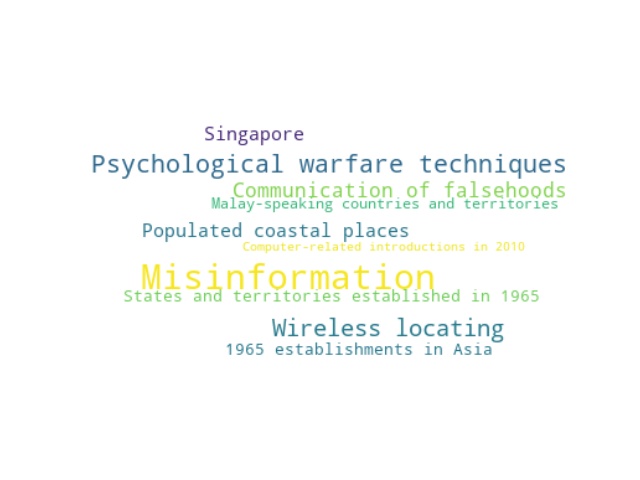 Singapore
Psychological warfare techniques
Communication of falsehoods
Malay-speaking countries and territories
Populated coastal places
Computer-related introductions in 2010
Misinformation
States and territories established in 1965
Wireless locating
1965 establishments in Asia